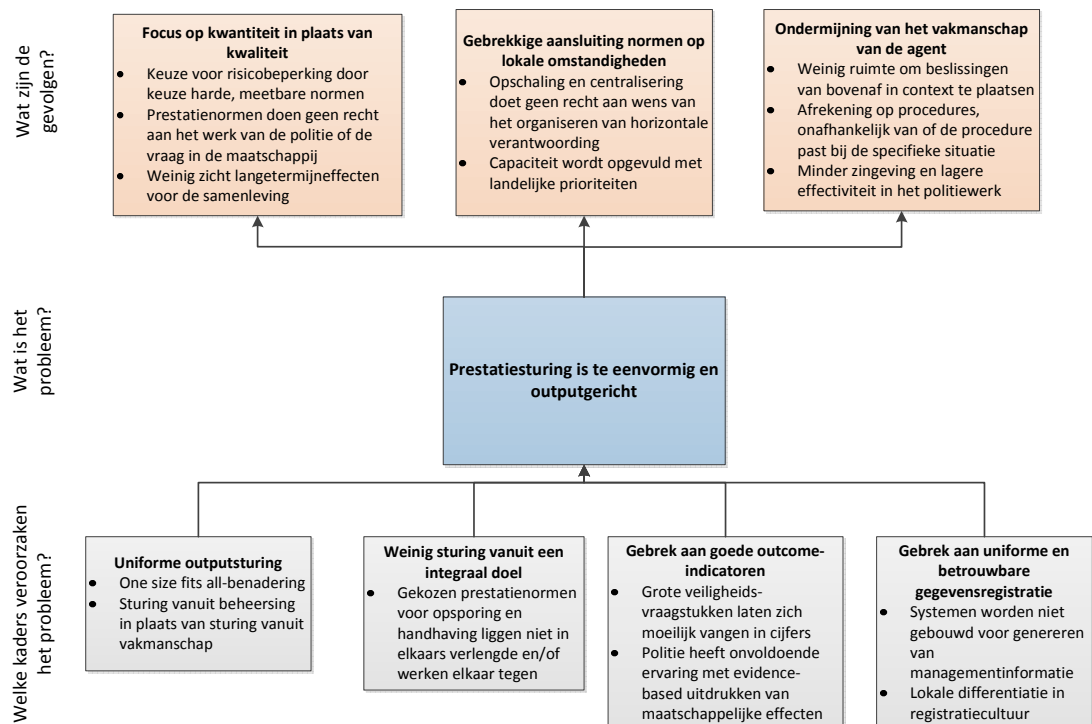 Wat zijn de
gevolgen?
Focus op kwantiteit in plaats van
kwaliteit
• Keuze voor risicobeperking door
keuze harde, meetbare normen
• Prestatienormen doen geen recht
aan het werk van de politie of de
vraag in de maatschappij
• Weinig zicht langetermijneffecten
voor de samenleving
Gebrekkige aansluiting normen op
lokale omstandigheden
• Opschaling en centralisering
doet geen recht aan wens van
het organiseren van horizontale
verantwoording
• Capaciteit wordt opgevuld met
landelijke prioriteiten
Ondermijning van het vakmanschap
van de agent
• Weinig ruimte om beslissingen
van bovenaf in context te plaatsen
• Afrekening op procedures,
onafhankelijk van of de procedure
past bij de specifieke situatie
• Minder zingeving en lagere
effectiviteit in het politiewerk
Wat is het
probleem?
Prestatiesturing is te eenvormig en
outputgericht
Welke kaders veroorzaken
het probleem?
Uniforme outputsturing
• One size fits all-benadering
• Sturing vanuit beheersing
in plaats van sturing vanuit
vakmanschap
Weinig sturing vanuit een
integraal doel
• Gekozen prestatienormen
voor opsporing en
handhaving liggen niet in
elkaars verlengde en/of
werken elkaar tegen
Gebrek aan goede outcome-
indicatoren
• Grote veiligheids-
vraagstukken laten zich
moeilijk vangen in cijfers
• Politie heeft onvoldoende
ervaring met evidence-
based uitdrukken van
maatschappelijke effecten
Gebrek aan uniforme en
betrouwbare
gegevensregistratie
• Systemen worden niet
gebouwd voor genereren
van
managementinformatie
• Lokale differentiatie in
registratiecultuur